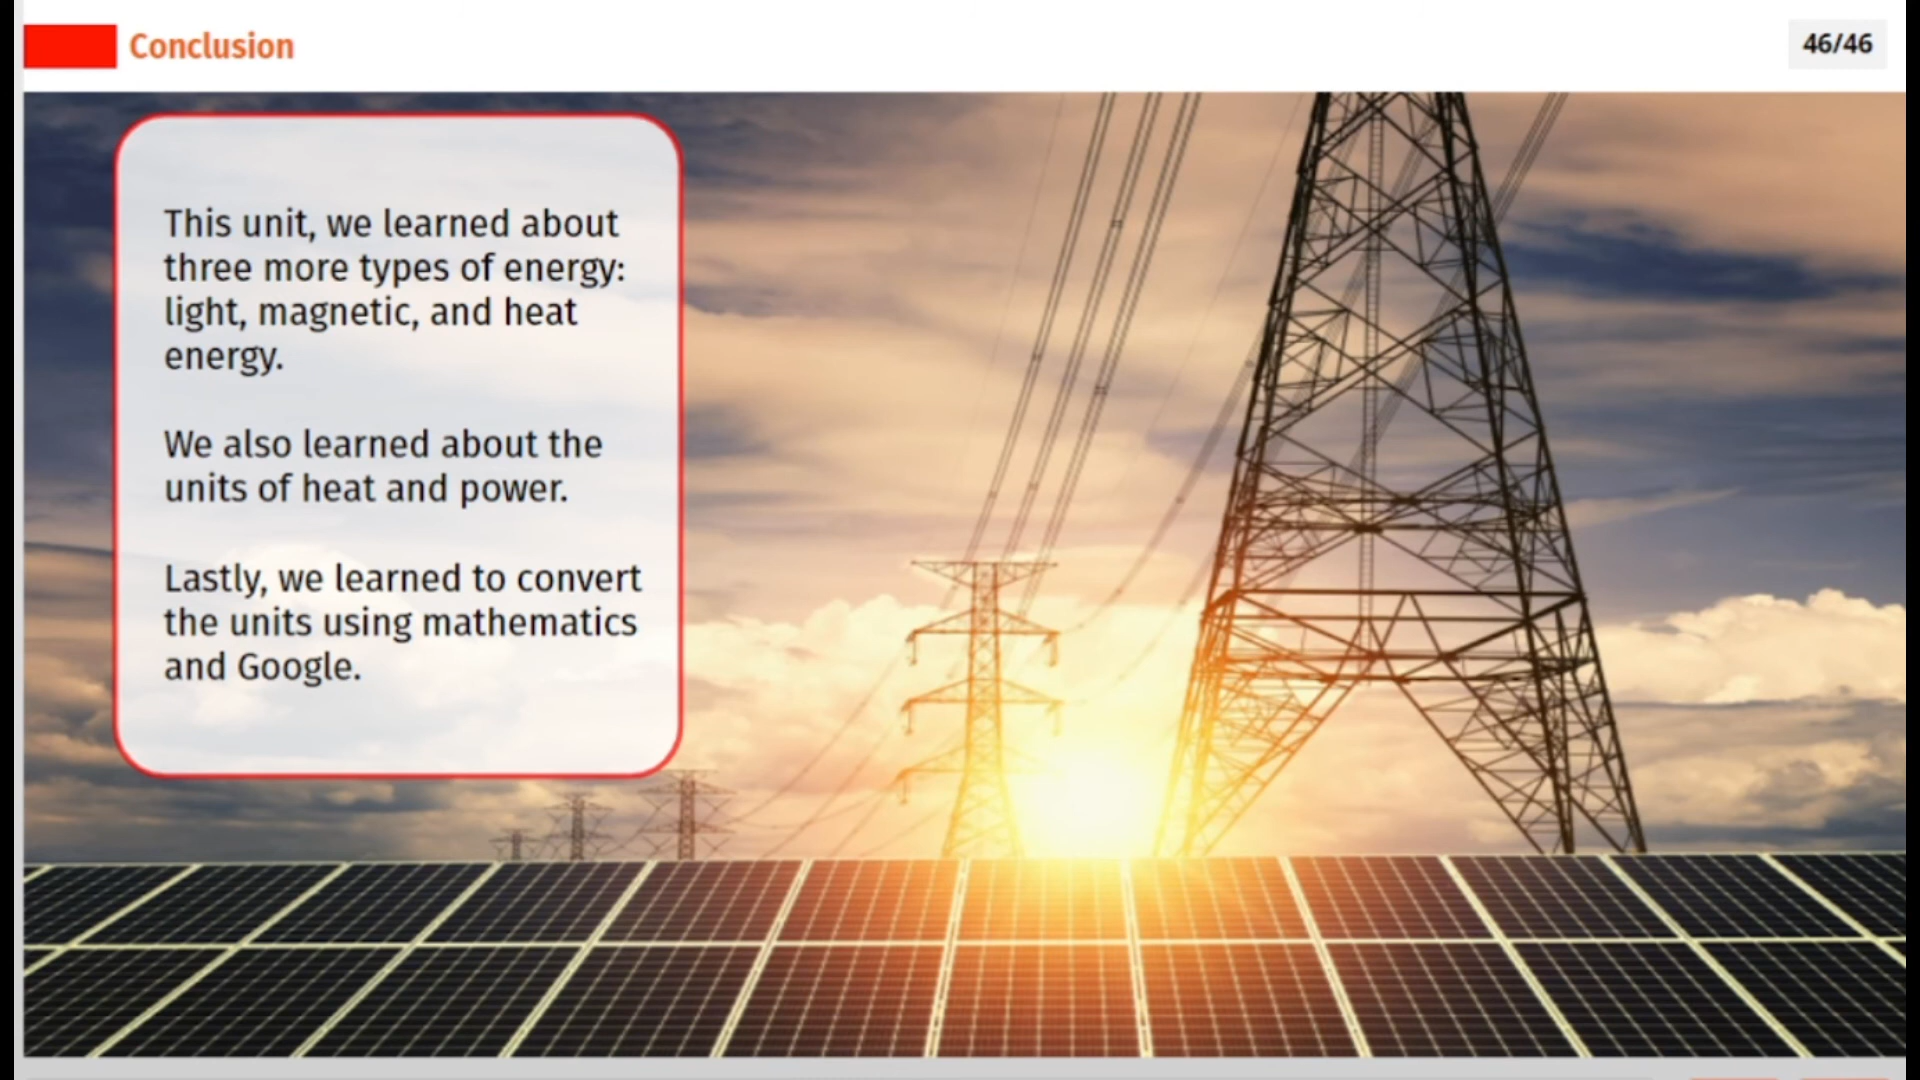 Conclusion
46/46
This unit, we learned about
three more types of energy:
light, magnetic, and heat
energy.
We also learned about the
units of heat and power.
Lastly, we learned to convert
the units using mathematics
and Google.